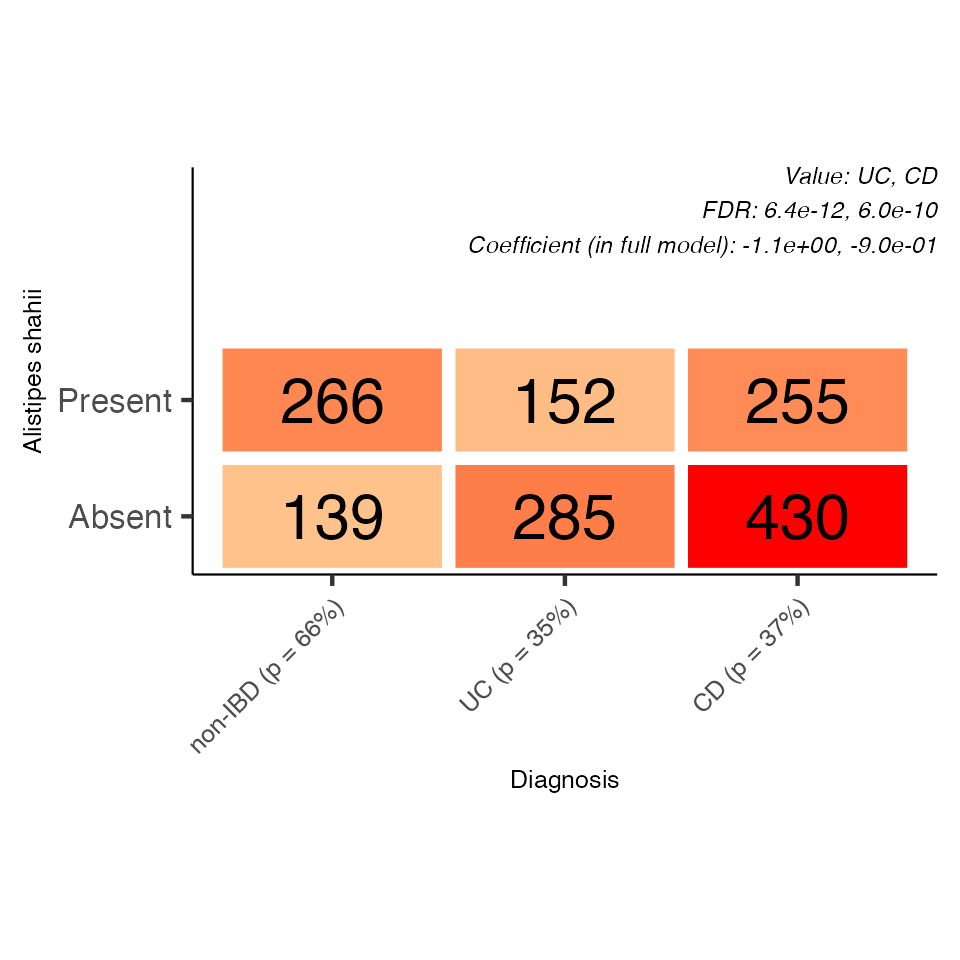 Value: UC, CD
FDR: 6.4e-12, 6.0e-10
Coefficient (in full model): -1.1e+00, -9.0e-01
Alistipes shahii
Present
266
152
255
Absent
139
285
430
non-IBD (p = 66%)
UC (p = 35%)
CD (p = 37%)
Diagnosis